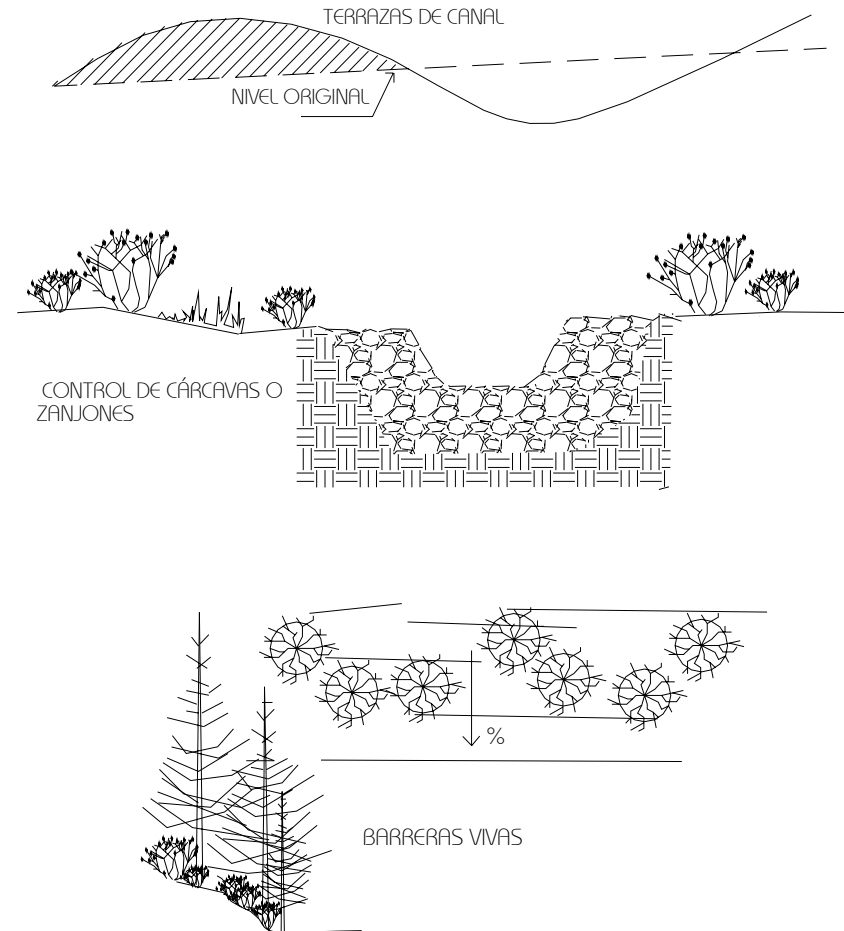 TERRAZAS DE CANAL
NIVEL ORIGINAL
CONTROL DE CÁRCAVAS O
ZANJONES
%
BARRERAS VIVAS